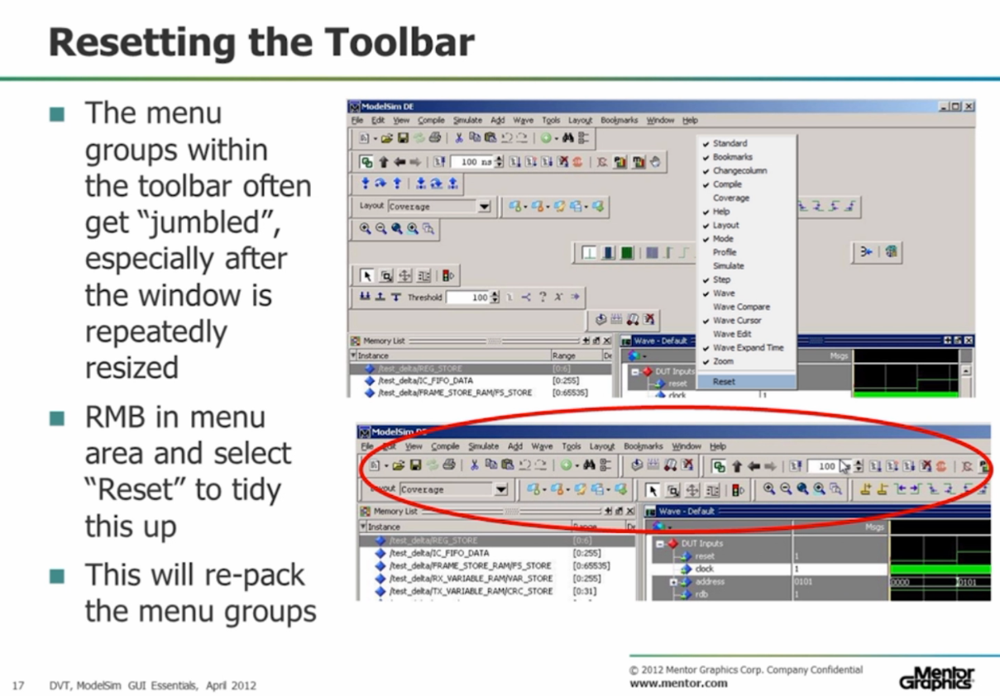 Resetting the Toolbar
The menu
groups within
the toolbar often
get “jumbled”,
especially after
the window is
repeatedly
resized
RMB in menu
area and select
“Reset” to tidy
this up
This will re-pack
the menu groups
ModelSim DE
File Edit View Compile Simulate Add Wave Tools Layout Bookmarks Window Help
100 ns
Layout Coverage
Threshold 100
Standard
Bookmarks
Changecolumn
Compile
Coverage
Help
Layout
Mode
Profile
Simulate
Step
Wave
Wave Compare
Wave Cursor
Wave Edit
Wave Expand Time
Zoom
Reset
Memory List
Instance Range
/test_delta/REG_STORE [0:6]
/test_delta/IC_FIFO_DATA [0:255]
/test_delta/FRAME_STORE_RAM/FS_STORE [0:65535]
Wave - Default
Msgs
DUT Inputs
reset
clock 1
ModelSim DE
File Edit View Compile Simulate Add Wave Tools Layout Bookmarks Window Help
100
Layout Coverage
Memory List
Instance Range
/test_delta/REG_STORE [0:6]
/test_delta/IC_FIFO_DATA [0:255]
/test_delta/FRAME_STORE_RAM/FS_STORE [0:65535]
/test_delta/RX_VARIABLE_RAM/VAR_STORE [0:255]
/test_delta/TX_VARIABLE_RAM/CRC_STORE [0:31]
Wave - Default
Msgs
DUT Inputs
reset 1
clock 1
address 0101 0000 0101
rdb 1
17 DVT, ModelSim GUI Essentials, April 2012
© 2012 Mentor Graphics Corp. Company Confidential
www.mentor.com
Mentor
Graphics